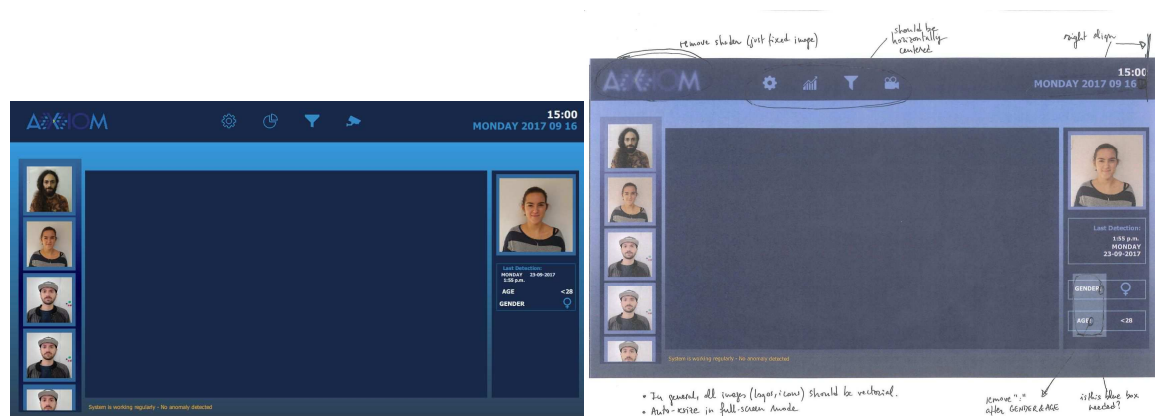 AXXIOM
15:00
MONDAY 2017 09 16
Last Detection:
MONDAY 23-09-2017
1:55 p.m.
AGE <28
GENDER
System is working regularly - No anomaly detected
remove shader (just fixed image)
should be
horizontally
centered
right align
AXXIOM
15:00
MONDAY 2017 09 16
Last Detection:
1:55 p.m.
MONDAY
23-09-2017
GENDER:
AGE: <28
System is working regularly - No anomaly detected
• In general, all images (logos, icons) should be vectorial.
• Auto-resize in full-screen mode
remove ":"
after GENDER & AGE
is this blue box
needed?